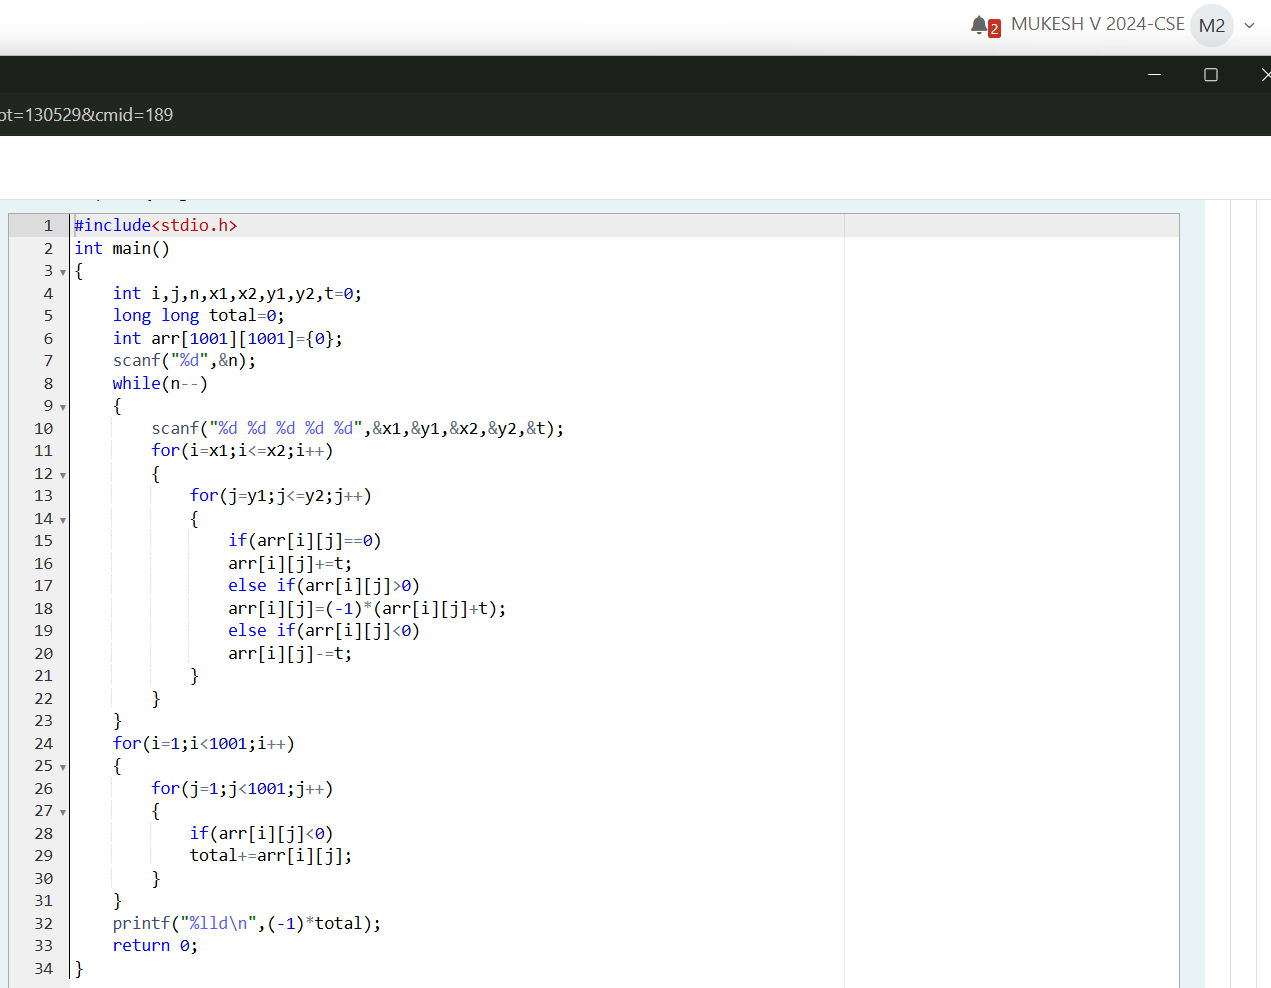 2 MUKESH V 2024-CSE M2
pt=130529&cmid=189
1 #include<stdio.h>
2 int main()
3 {
4 int i,j,n,x1,x2,y1,y2,t=0;
5 long long total=0;
6 int arr[1001][1001]={0};
7 scanf("%d",&n);
8 while(n--)
9 {
10 scanf("%d %d %d %d %d",&x1,&y1,&x2,&y2,&t);
11 for(i=x1;i<=x2;i++)
12 {
13 for(j=y1;j<=y2;j++)
14 {
15 if(arr[i][j]==0)
16 arr[i][j]+=t;
17 else if(arr[i][j]>0)
18 arr[i][j]=(-1)*(arr[i][j]+t);
19 else if(arr[i][j]<0)
20 arr[i][j]-=t;
21 }
22 }
23 }
24 for(i=1;i<1001;i++)
25 {
26 for(j=1;j<1001;j++)
27 {
28 if(arr[i][j]<0)
29 total+=arr[i][j];
30 }
31 }
32 printf("%lld\n",(-1)*total);
33 return 0;
34 }